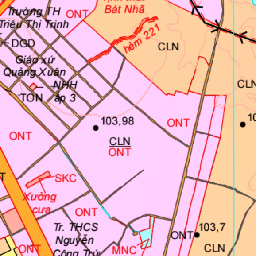 Trường TH
Triệu Thị Trinh
Bát Nhã
hẻm 221
ONT
DGD
CLN
Giáo xứ
Quảng Xuân
NHH
TON
ấp 3
103,98
ONT
CLN
ONT
ONT
SKC
Xưởng
cưa
ONT
Tr. THCS
Nguyễn
Công Trứ
MNC
ONT
103,7
CLN